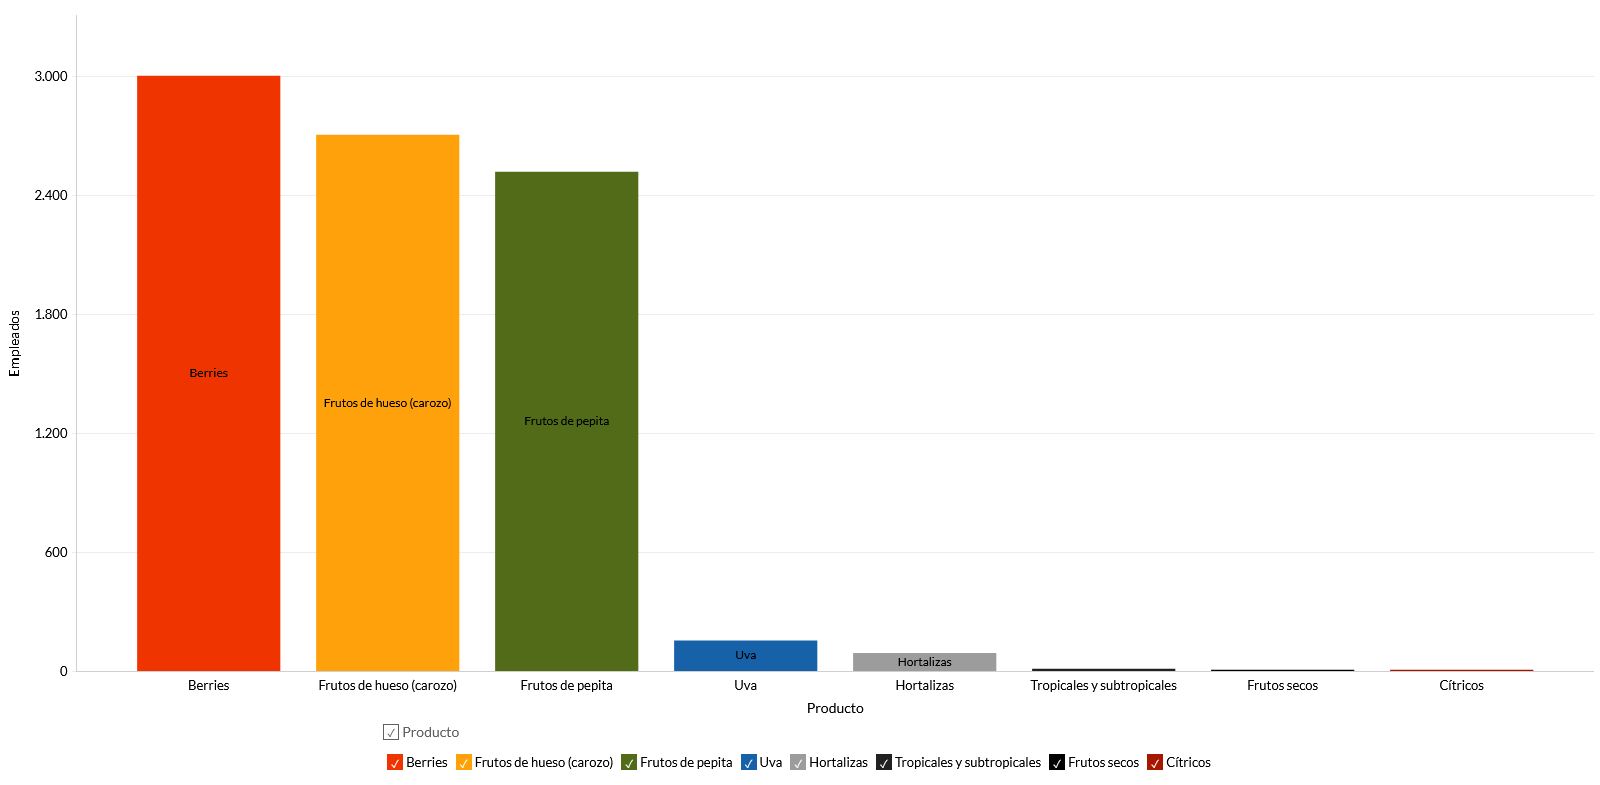 3.000
2.400
1.800
1.200
600
0
Empleados
Berries
Frutos de hueso (carozo)
Frutos de pepita
Uva
Hortalizas
Berries
Frutos de hueso (carozo)
Frutos de pepita
Uva
Hortalizas
Tropicales y subtropicales
Frutos secos
Cítricos
Producto
Producto
Berries Frutos de hueso (carozo) Frutos de pepita Uva Hortalizas Tropicales y subtropicales Frutos secos Cítricos